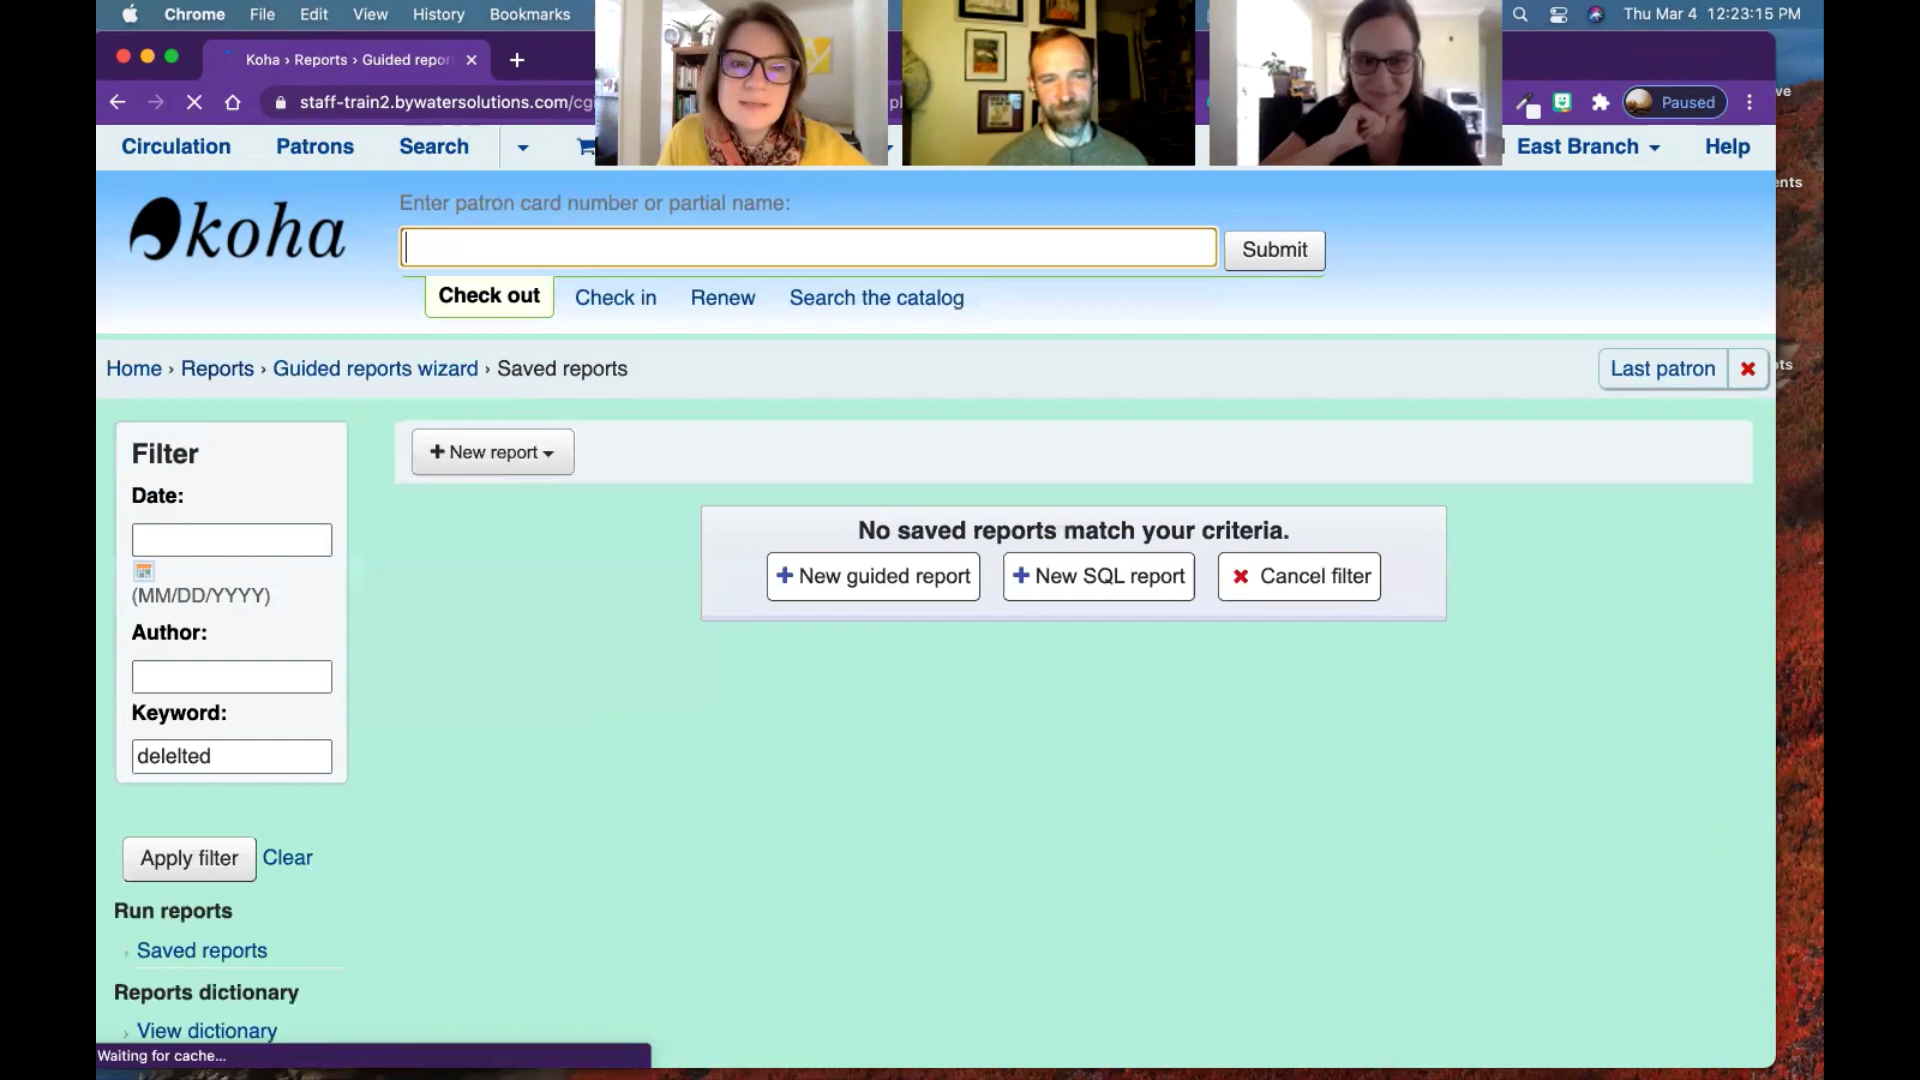 Chrome File Edit View History Bookmarks
Thu Mar 4 12:23:15 PM
Koha › Reports › Guided repor
staff-train2.bywatersolutions.com/cg
Paused
Circulation Patrons Search
East Branch Help
koha
Enter patron card number or partial name:
Submit
Check out Check in Renew Search the catalog
Home › Reports › Guided reports wizard › Saved reports
Last patron
Filter
+ New report
Date:
No saved reports match your criteria.
+ New guided report + New SQL report Cancel filter
(MM/DD/YYYY)
Author:
Keyword:
delelted
Apply filter Clear
Run reports
Saved reports
Reports dictionary
View dictionary
Waiting for cache...